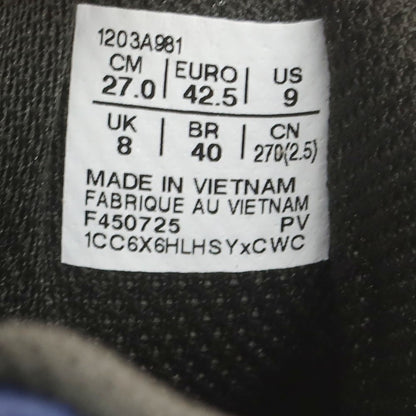 1203A981
CM | EURO | US
27.0 | 42.5 | 9
UK | BR | CN
8 | 40 | 270(2.5)
MADE IN VIETNAM
FABRIQUE AU VIETNAM
F450725 PV
1CC6X6HLHSYxCWC